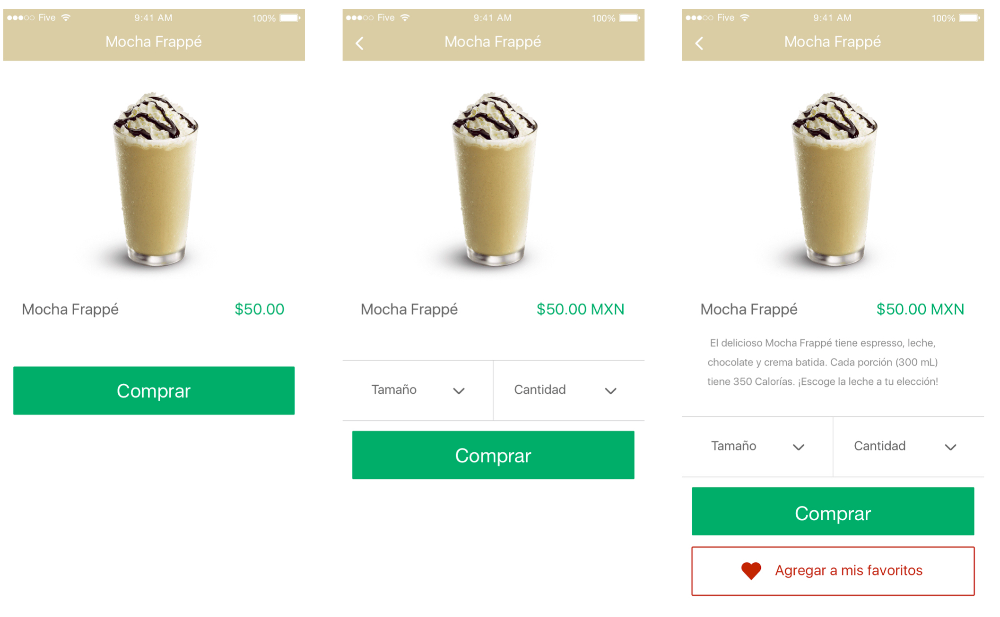 Five
9:41 AM
100%
Mocha Frappé
Mocha Frappé
$50.00
Comprar
Five
9:41 AM
100%
Mocha Frappé
Mocha Frappé
$50.00 MXN
Tamaño
Cantidad
Comprar
Five
9:41 AM
100%
Mocha Frappé
Mocha Frappé
$50.00 MXN
El delicioso Mocha Frappé tiene espresso, leche,
chocolate y crema batida. Cada porción (300 mL)
tiene 350 Calorías. ¡Escoge la leche a tu elección!
Tamaño
Cantidad
Comprar
Agregar a mis favoritos